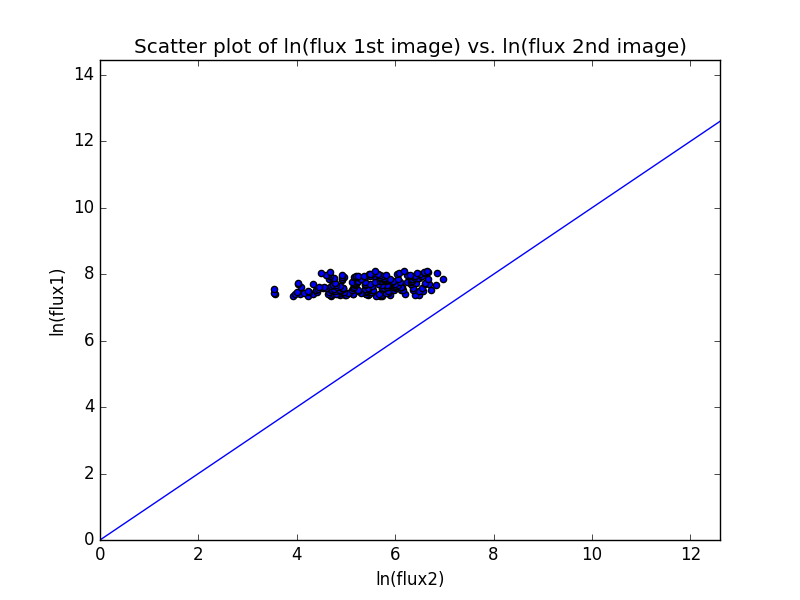 Scatter plot of ln(flux 1st image) vs. ln(flux 2nd image)
14
12
10
8
6
4
2
0
ln(flux1)
0 2 4 6 8 10 12
ln(flux2)